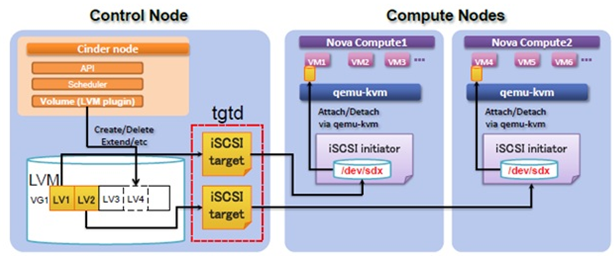 Control Node
Compute Nodes
Cinder node
API
Scheduler
Volume (LVM plugin)
Create/Delete
Extend/etc
tgtd
iSCSI
target
iSCSI
target
LVM
VG1
LV1
LV2
LV3
LV4
Nova Compute1
VM1
VM2
VM3
...
qemu-kvm
Attach/Detach
via qemu-kvm
iSCSI initiator
/dev/sdx
Nova Compute2
VM4
VM5
VM6
...
qemu-kvm
Attach/Detach
via qemu-kvm
iSCSI initiator
/dev/sdx